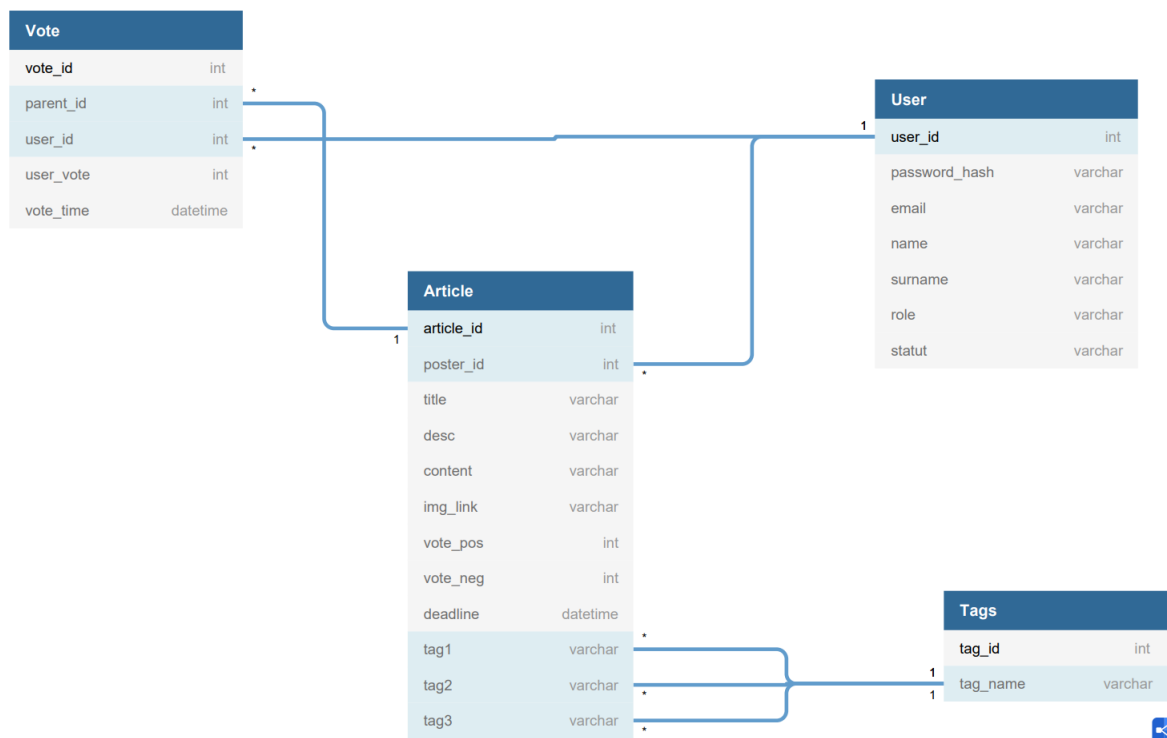 Vote
vote_id int
parent_id int *
user_id int *
user_vote int
vote_time datetime
User
1 user_id int
password_hash varchar
email varchar
name varchar
surname varchar
role varchar
statut varchar
Article
1 article_id int
poster_id int *
title varchar
desc varchar
content varchar
img_link varchar
vote_pos int
vote_neg int
deadline datetime
tag1 varchar *
tag2 varchar *
tag3 varchar *
Tags
tag_id int
1 tag_name varchar
1